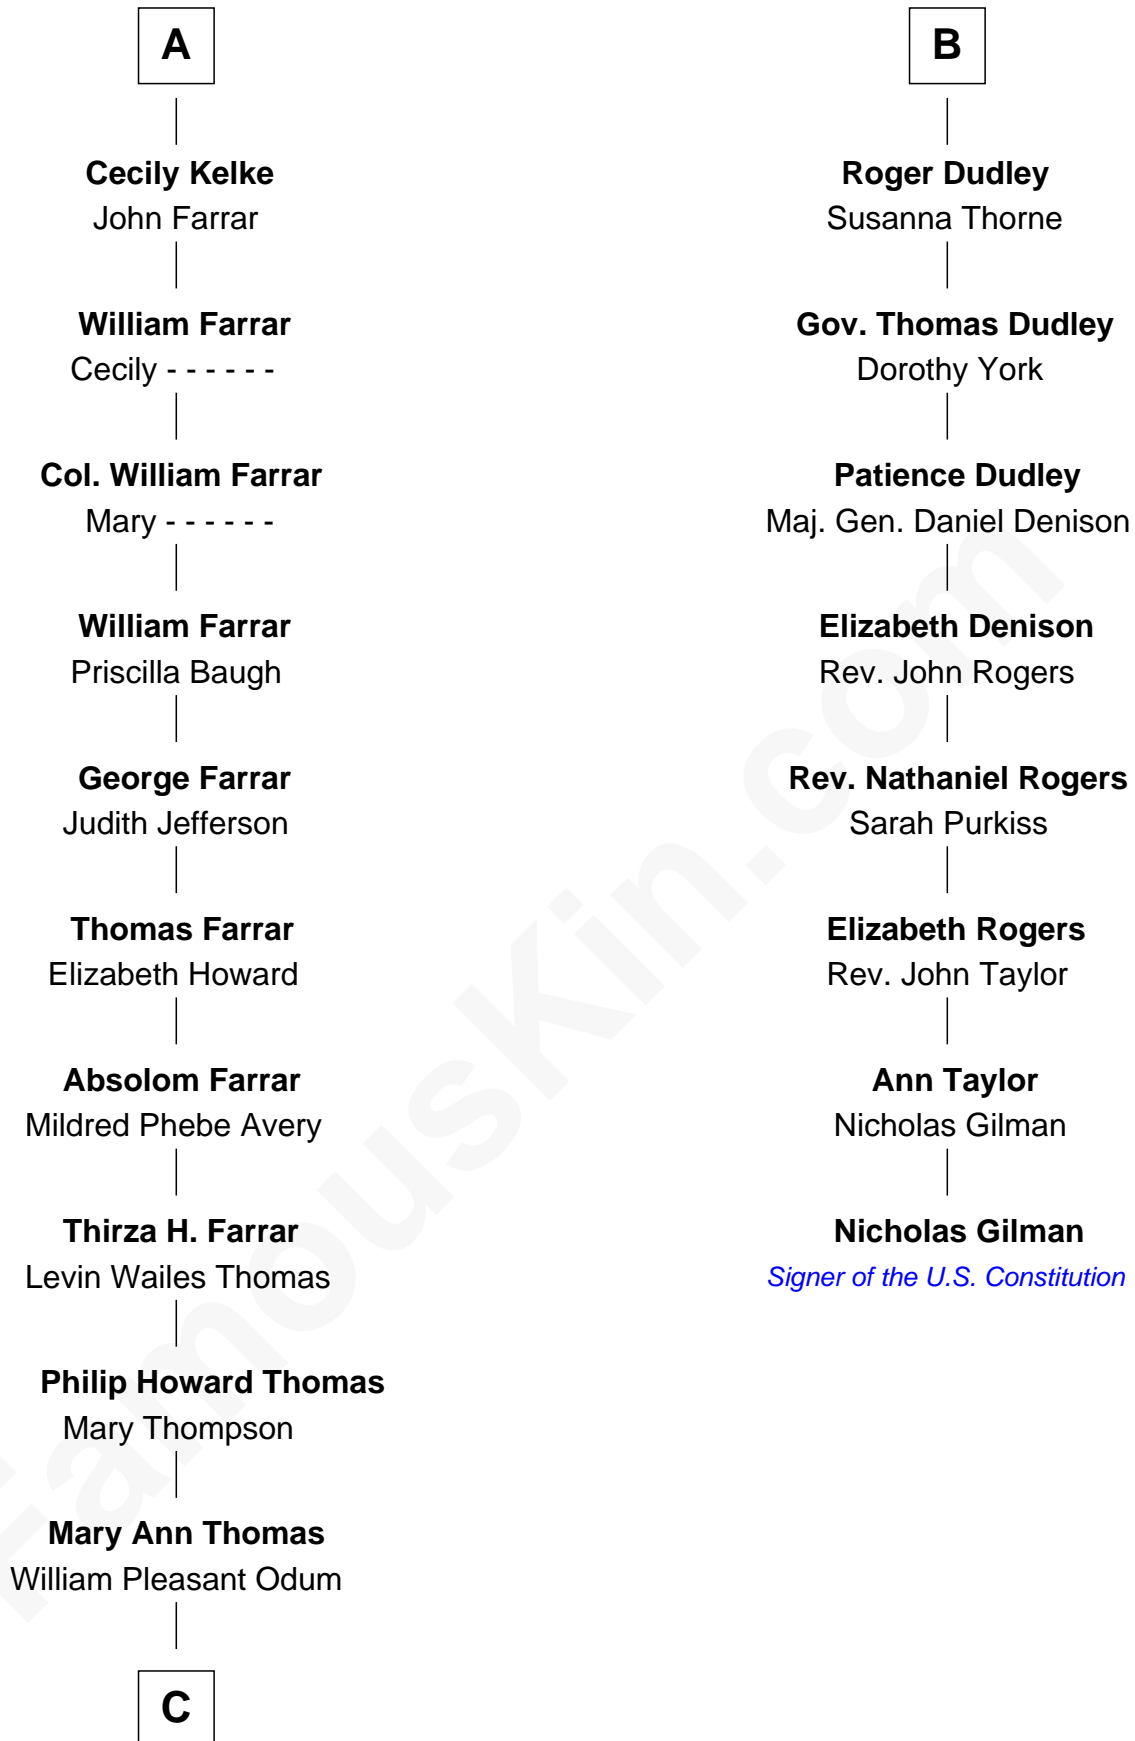 A
Cecily Kelke
John Farrar
William Farrar
Cecily - - - - - -
Col. William Farrar
Mary - - - - - -
William Farrar
Priscilla Baugh
George Farrar
Judith Jefferson
Thomas Farrar
Elizabeth Howard
Absolom Farrar
Mildred Phebe Avery
Thirza H. Farrar
Levin Wailes Thomas
Philip Howard Thomas
Mary Thompson
Mary Ann Thomas
William Pleasant Odum
C
B
Roger Dudley
Susanna Thorne
Gov. Thomas Dudley
Dorothy York
Patience Dudley
Maj. Gen. Daniel Denison
Elizabeth Denison
Rev. John Rogers
Rev. Nathaniel Rogers
Sarah Purkiss
Elizabeth Rogers
Rev. John Taylor
Ann Taylor
Nicholas Gilman
Nicholas Gilman
Signer of the U.S. Constitution
FamousKin.com